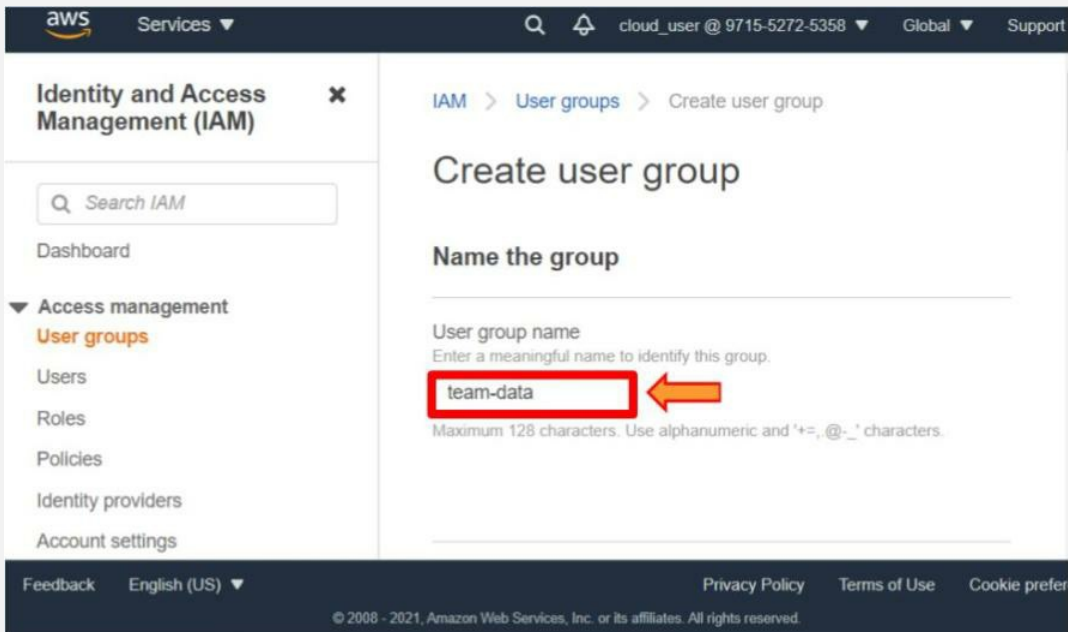 aws
Services
cloud_user @ 9715-5272-5358
Global
Support
Identity and Access
Management (IAM)
Search IAM
Dashboard
Access management
User groups
Users
Roles
Policies
Identity providers
Account settings
IAM > User groups > Create user group
Create user group
Name the group
User group name
Enter a meaningful name to identify this group.
team-data
Maximum 128 characters. Use alphanumeric and '+=,.@-_' characters.
Feedback
English (US)
Privacy Policy
Terms of Use
Cookie prefer
© 2008 - 2021, Amazon Web Services, Inc. or its affiliates. All rights reserved.